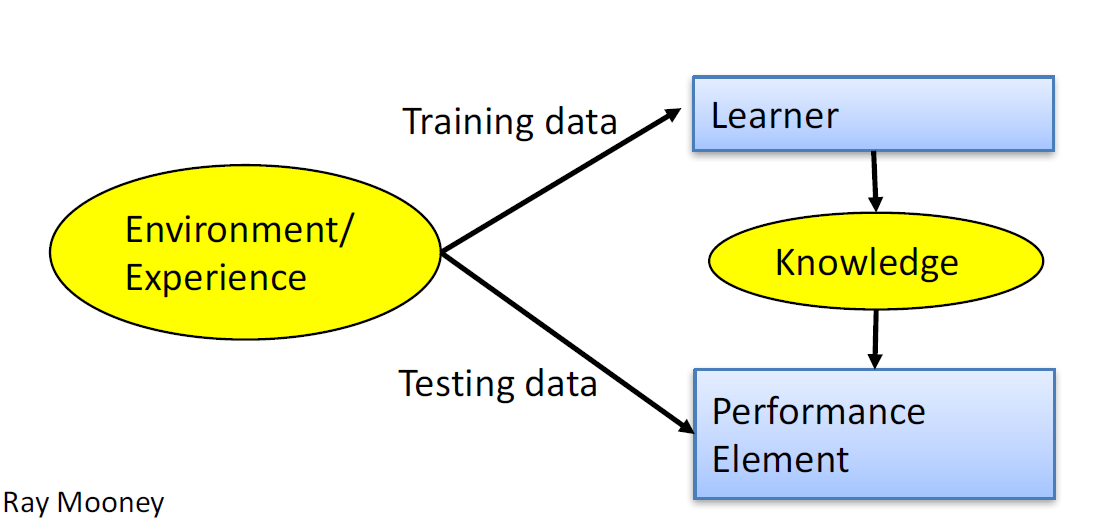 Training data
Learner
Environment/
Experience
Knowledge
Testing data
Performance
Element
Ray Mooney